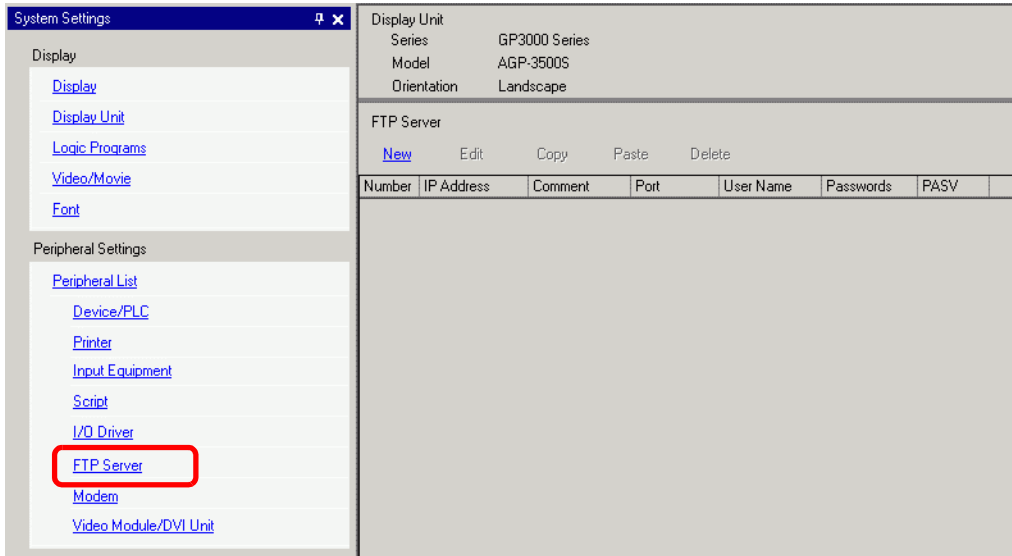 System Settings
Display
Display
Display Unit
Logic Programs
Video/Movie
Font
Peripheral Settings
Peripheral List
Device/PLC
Printer
Input Equipment
Script
I/O Driver
FTP Server
Modem
Video Module/DVI Unit
Display Unit
Series GP3000 Series
Model AGP-3500S
Orientation Landscape
FTP Server
New Edit Copy Paste Delete
Number IP Address Comment Port User Name Passwords PASV